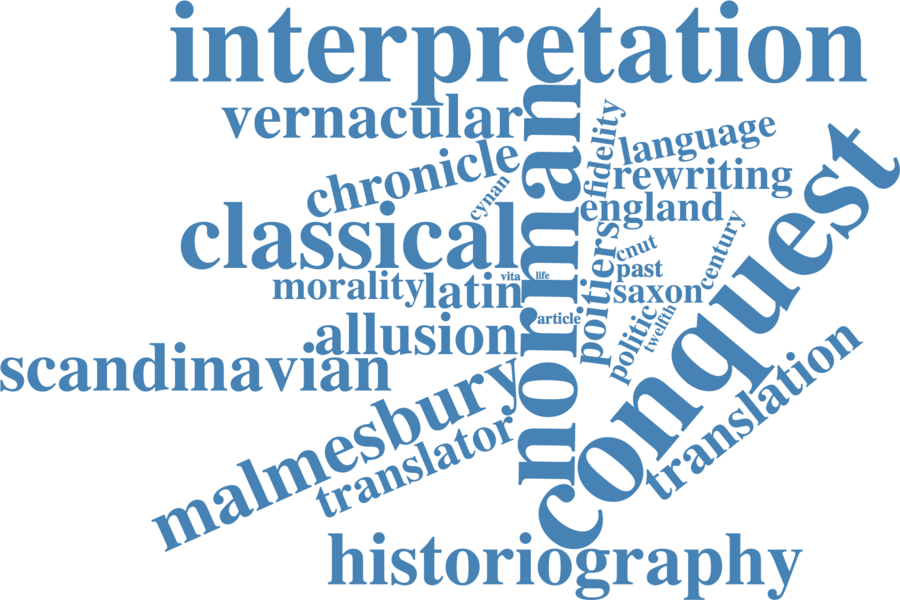 interpretation
vernacular
norman
fidelity
language
chronicle
cynan
rewriting
conquest
classical
england
poitiers
cnut
century
past
morality
latin
vita
life
saxon
article
politic
twelfth
allusion
scandinavian
malmesbury
translator
translation
historiography